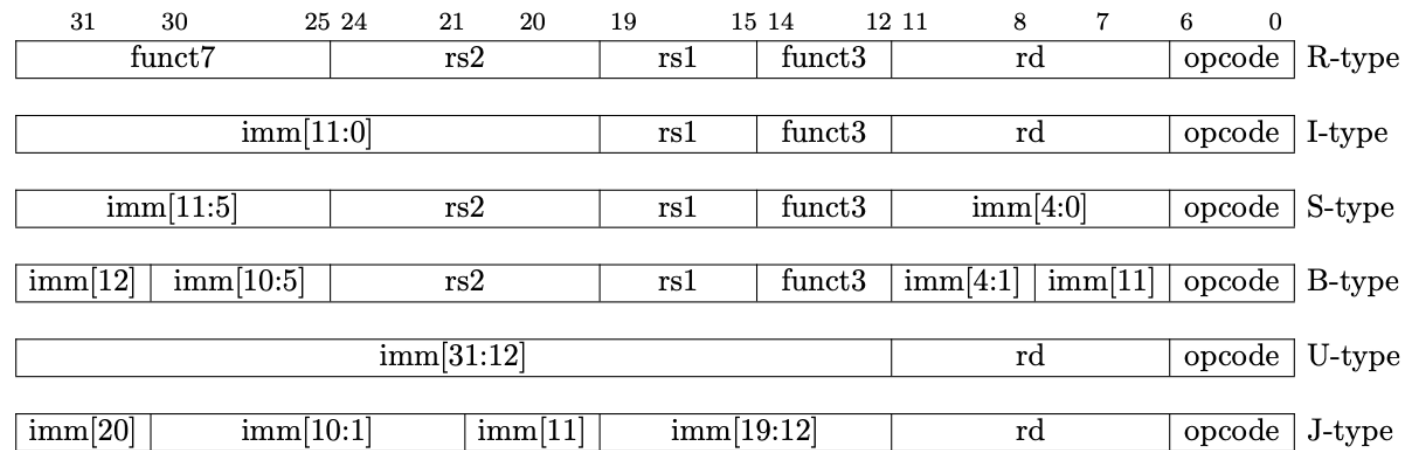 31 30 25 24 21 20 19 15 14 12 11 8 7 6 0
funct7 rs2 rs1 funct3 rd opcode R-type
imm[11:0] rs1 funct3 rd opcode I-type
imm[11:5] rs2 rs1 funct3 imm[4:0] opcode S-type
imm[12] imm[10:5] rs2 rs1 funct3 imm[4:1] imm[11] opcode B-type
imm[31:12] rd opcode U-type
imm[20] imm[10:1] imm[11] imm[19:12] rd opcode J-type